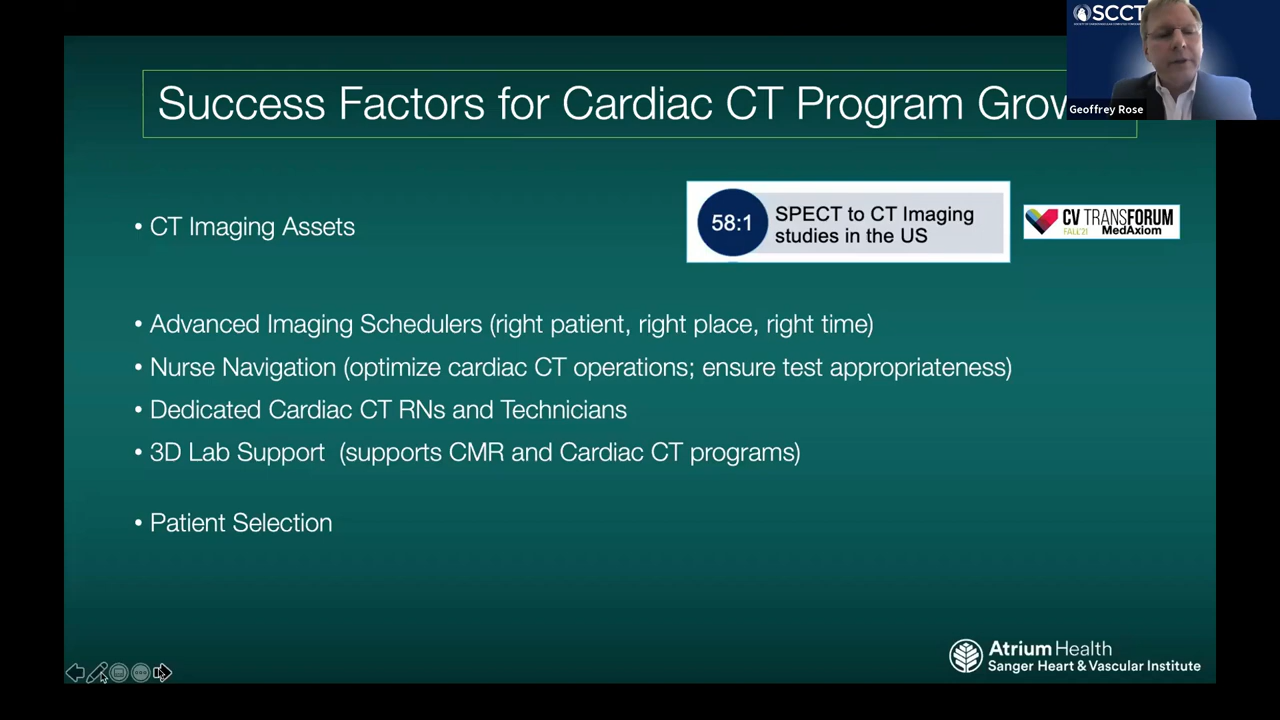 Success Factors for Cardiac CT Program Grow
SCCT
Geoffrey Rose
• CT Imaging Assets
58:1
SPECT to CT Imaging
studies in the US
CV TRANSFORUM
FALL'21 MedAxiom
• Advanced Imaging Schedulers (right patient, right place, right time)
• Nurse Navigation (optimize cardiac CT operations; ensure test appropriateness)
• Dedicated Cardiac CT RNs and Technicians
• 3D Lab Support (supports CMR and Cardiac CT programs)
• Patient Selection
Atrium Health
Sanger Heart & Vascular Institute